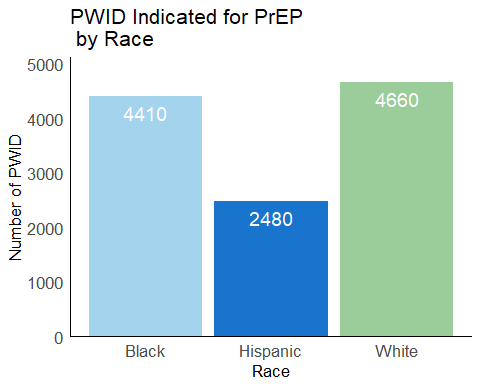 PWID Indicated for PrEP
by Race
Number of PWID
5000
4000
3000
2000
1000
0
4410
2480
4660
Black Hispanic White
Race